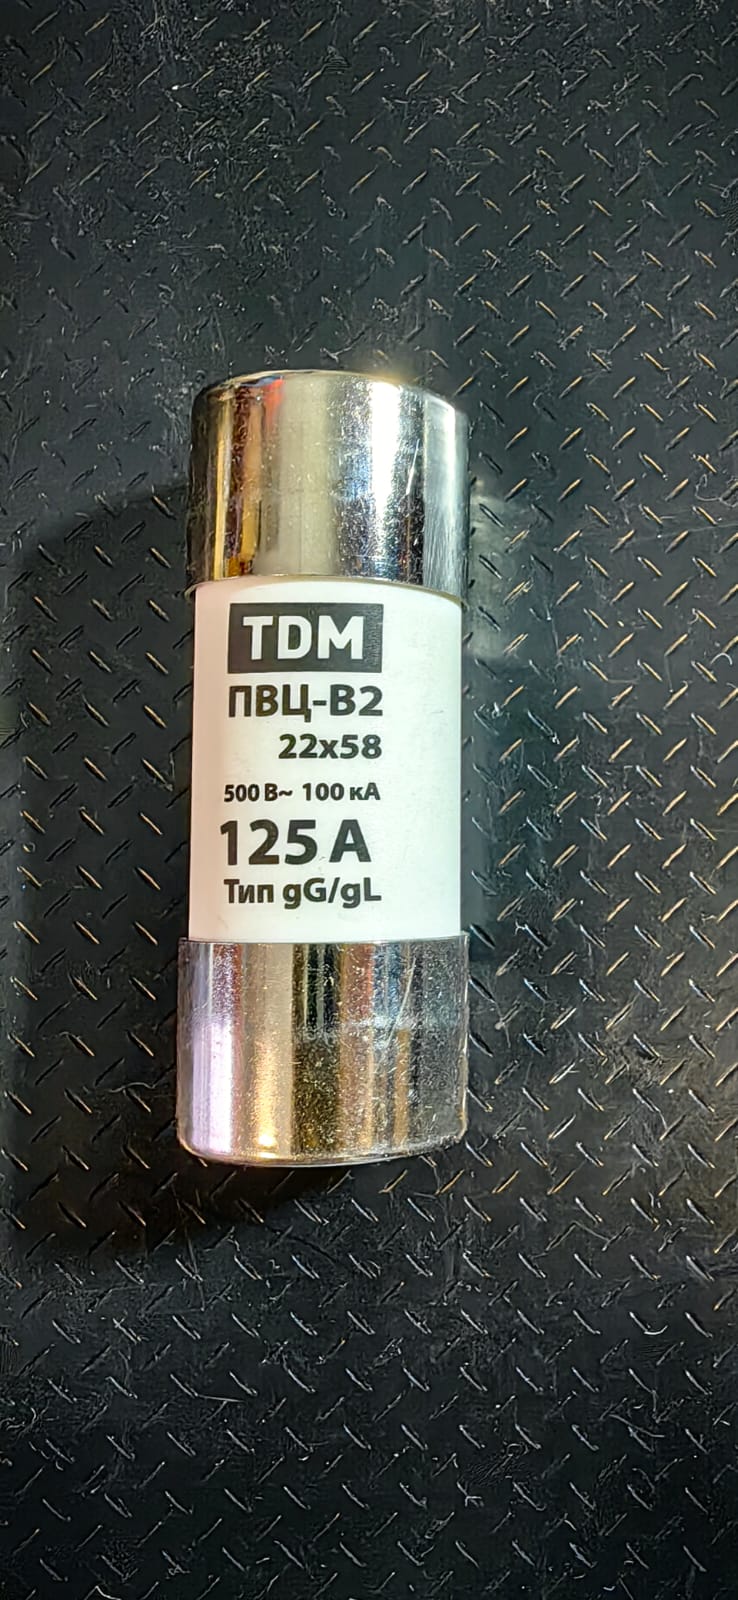 TDM
ПВЦ-В2
22х58
500 В~ 100 кА
125 А
Тип gG/gL